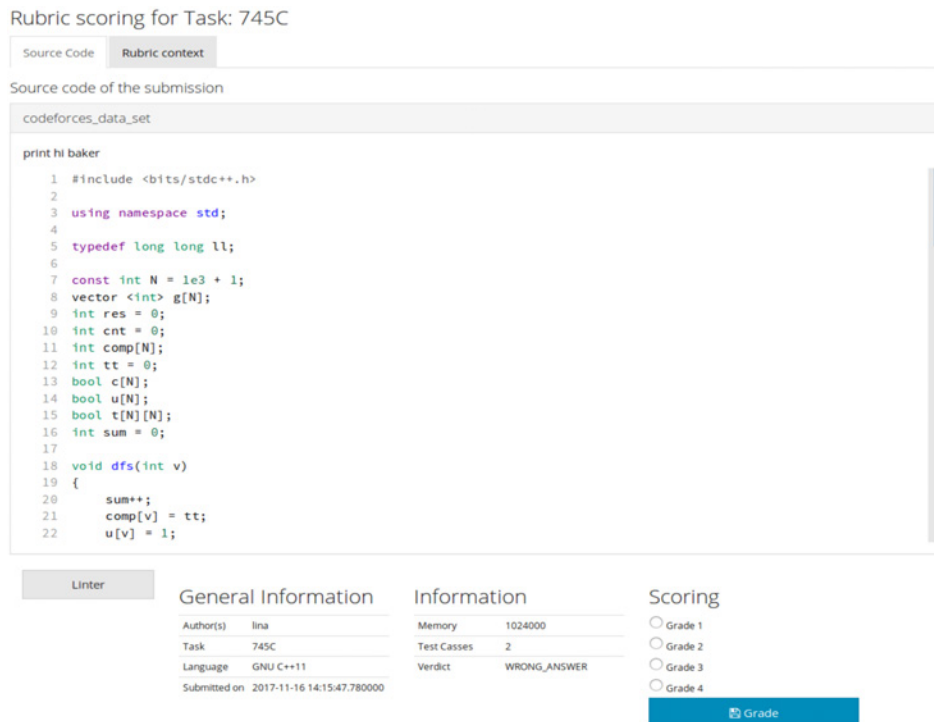 Rubric scoring for Task: 745C
Source Code Rubric context
Source code of the submission
codeforces_data_set
print hi baker
1 #include <bits/stdc++.h>
2
3 using namespace std;
4
5 typedef long long ll;
6
7 const int N = 1e3 + 1;
8 vector <int> g[N];
9 int res = 0;
10 int cnt = 0;
11 int comp[N];
12 int tt = 0;
13 bool c[N];
14 bool u[N];
15 bool t[N][N];
16 int sum = 0;
17
18 void dfs(int v)
19 {
20 sum++;
21 comp[v] = tt;
22 u[v] = 1;
Linter
General Information
Author(s) lina
Task 745C
Language GNU C++11
Submitted on 2017-11-16 14:15:47.780000
Information
Memory 1024000
Test Casses 2
Verdict WRONG_ANSWER
Scoring
Grade 1
Grade 2
Grade 3
Grade 4
Grade